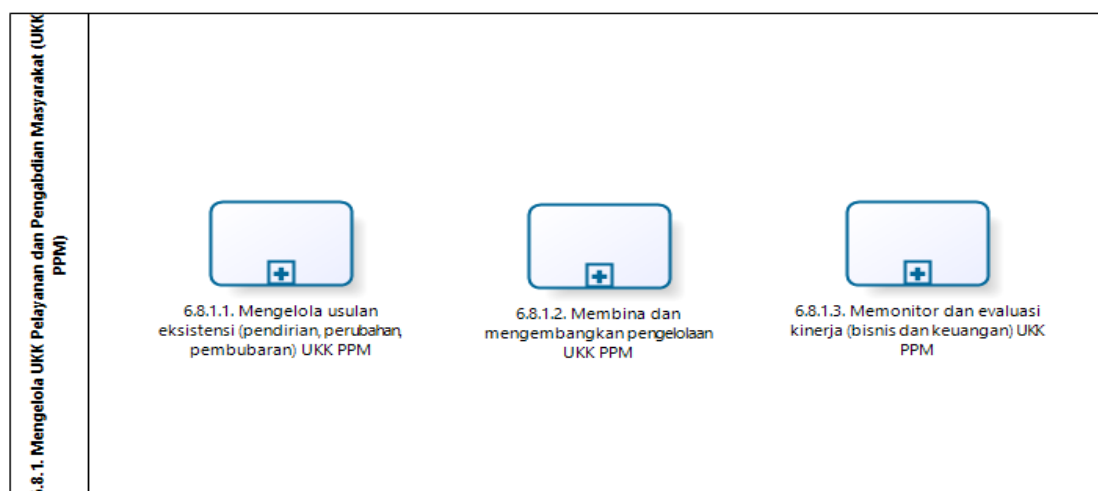 .8.1. Mengelola UKK Pelayanan dan Pengabdian Masyarakat (UKK
PPM)
6.8.1.1. Mengelola usulan
eksistensi (pendirian, perubahan,
pembubaran) UKK PPM
6.8.1.2. Membina dan
mengembangkan pengelolaan
UKK PPM
6.8.1.3. Memonitor dan evaluasi
kinerja (bisnis dan keuangan) UKK
PPM